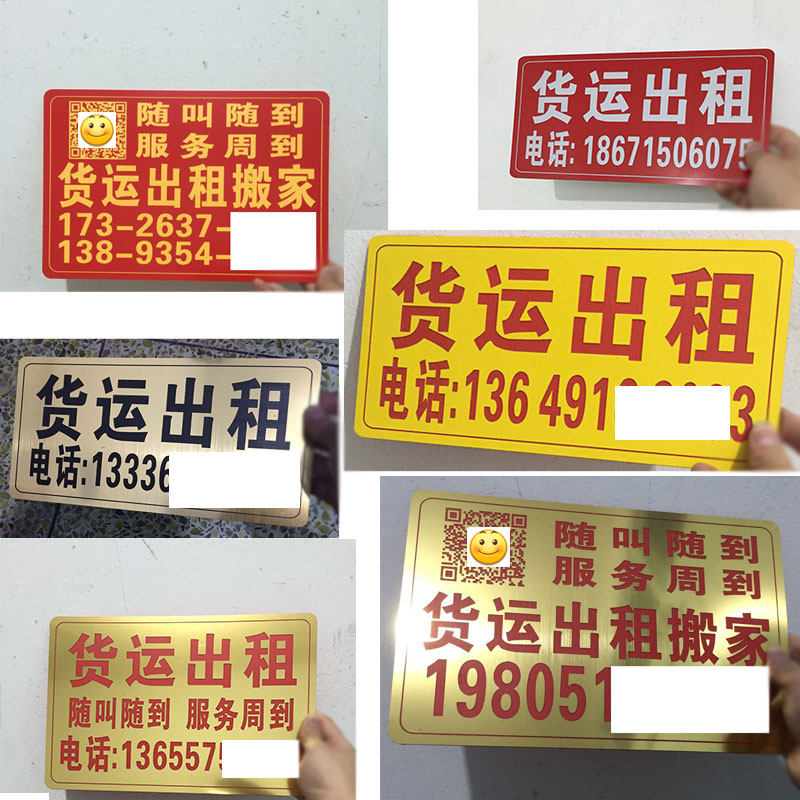 随叫随到
服务周到
货运出租搬家
173-2637-
138-9354-
货运出租
电话: 18671506075
货运出租
电话:136491
3
货运出租
电话:13336
随叫随到
服务周到
货运出租搬家
198051
货运出租
随叫随到 服务周到
电话:136557